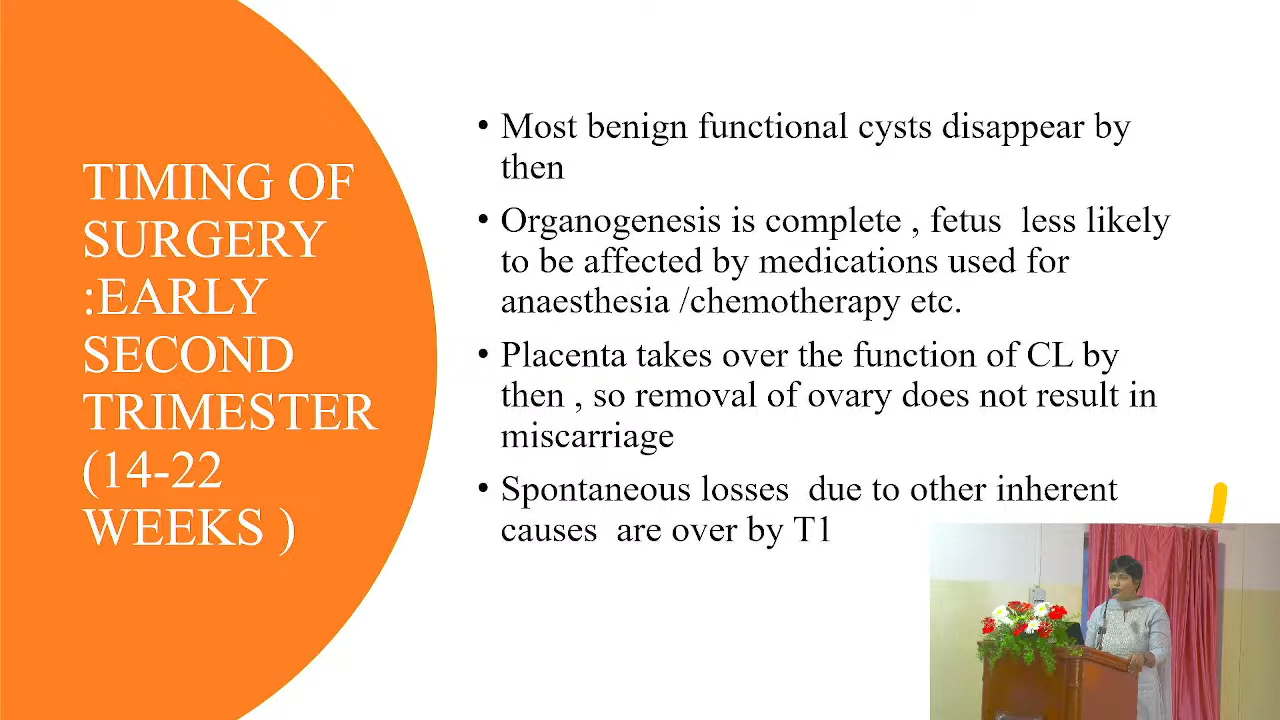 TIMING OF
SURGERY
:EARLY
SECOND
TRIMESTER
(14-22
WEEKS )
• Most benign functional cysts disappear by
then
• Organogenesis is complete , fetus less likely
to be affected by medications used for
anaesthesia /chemotherapy etc.
• Placenta takes over the function of CL by
then , so removal of ovary does not result in
miscarriage
• Spontaneous losses due to other inherent
causes are over by T1